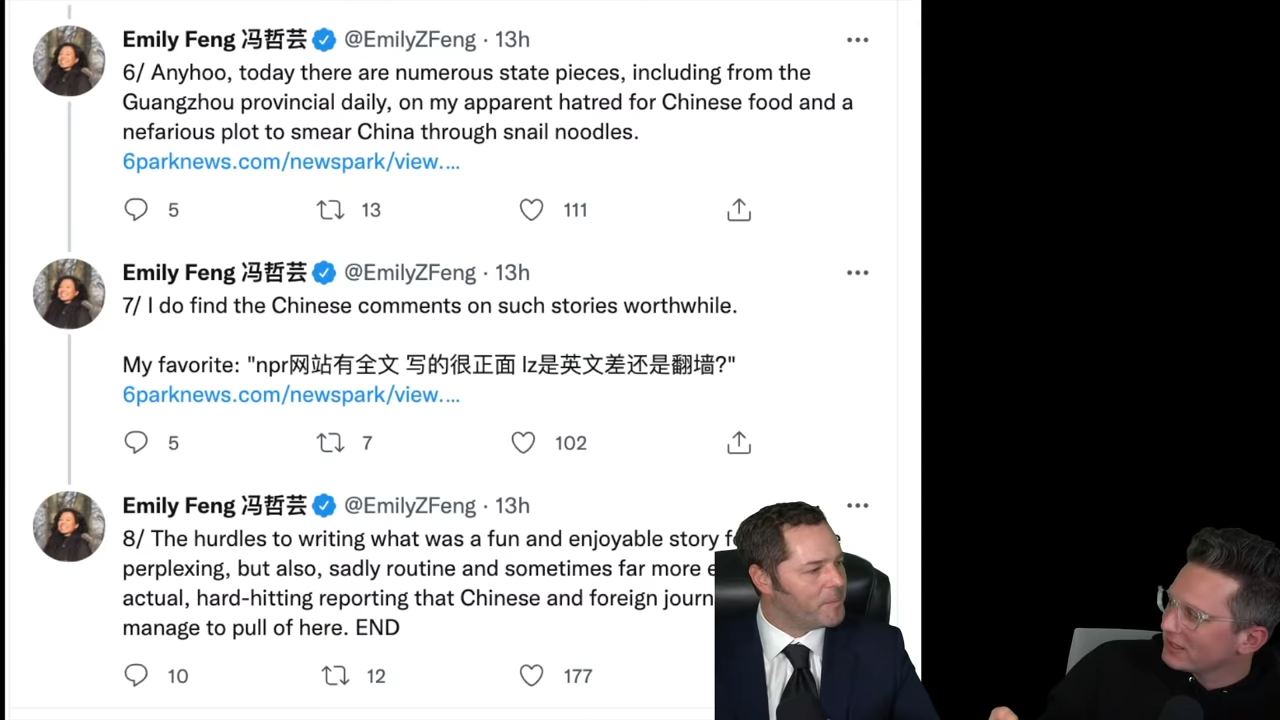 Emily Feng 冯哲芸 @EmilyZFeng · 13h
6/ Anyhoo, today there are numerous state pieces, including from the
Guangzhou provincial daily, on my apparent hatred for Chinese food and a
nefarious plot to smear China through snail noodles.
6parknews.com/newspark/view.…
5 13 111
Emily Feng 冯哲芸 @EmilyZFeng · 13h
7/ I do find the Chinese comments on such stories worthwhile.
My favorite: "npr网站有全文 写的很正面 lz是英文差还是翻墙?"
6parknews.com/newspark/view.…
5 7 102
Emily Feng 冯哲芸 @EmilyZFeng · 13h
8/ The hurdles to writing what was a fun and enjoyable story
perplexing, but also, sadly routine and sometimes far more
actual, hard-hitting reporting that Chinese and foreign
manage to pull of here. END
10 12 177